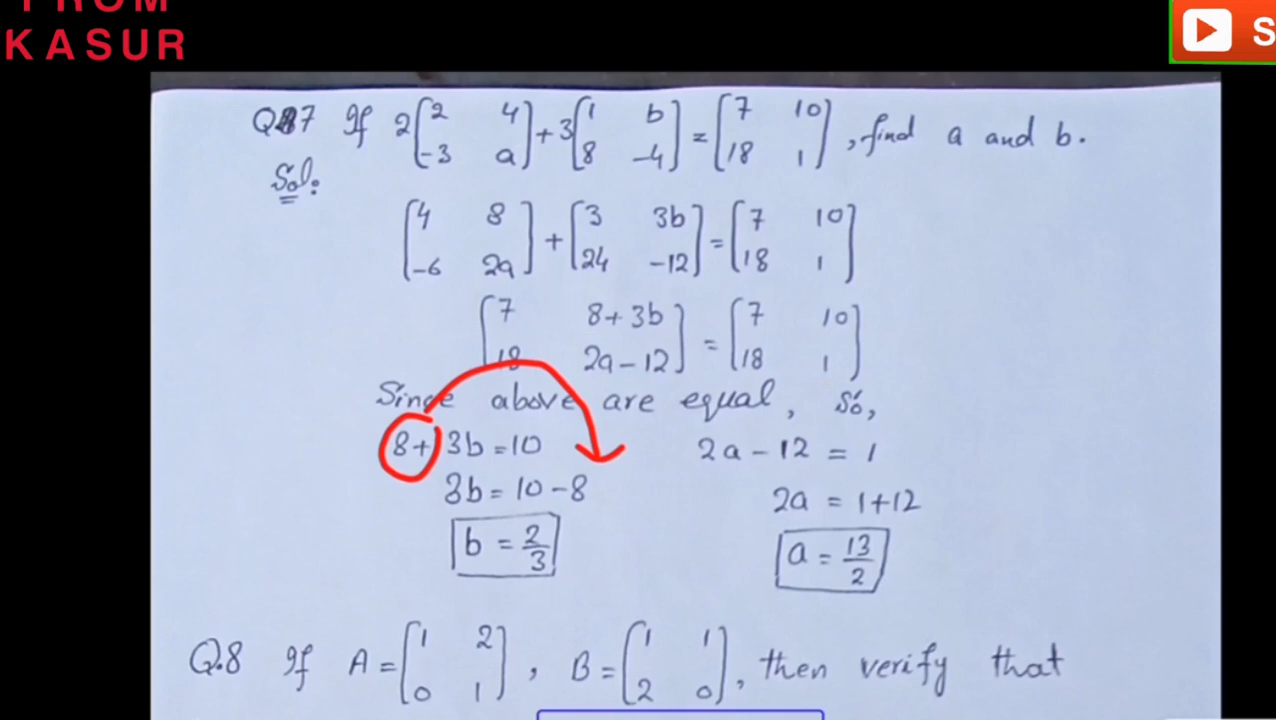 FROM
KASUR
S
Q.7 If 2[2 4; -3 a] + 3[1 b; 8 -4] = [7 10; 18 1], find a and b.
Sol:
[4 8; -6 2a] + [3 3b; 24 -12] = [7 10; 18 1]
[7 8+3b; 18 2a-12] = [7 10; 18 1]
Since above are equal, So,
8+3b=10 2a-12=1
3b=10-8 2a=1+12
b=2/3 a=13/2
Q.8 If A=[1 2; 0 1], B=[1 1; 2 0], then verify that